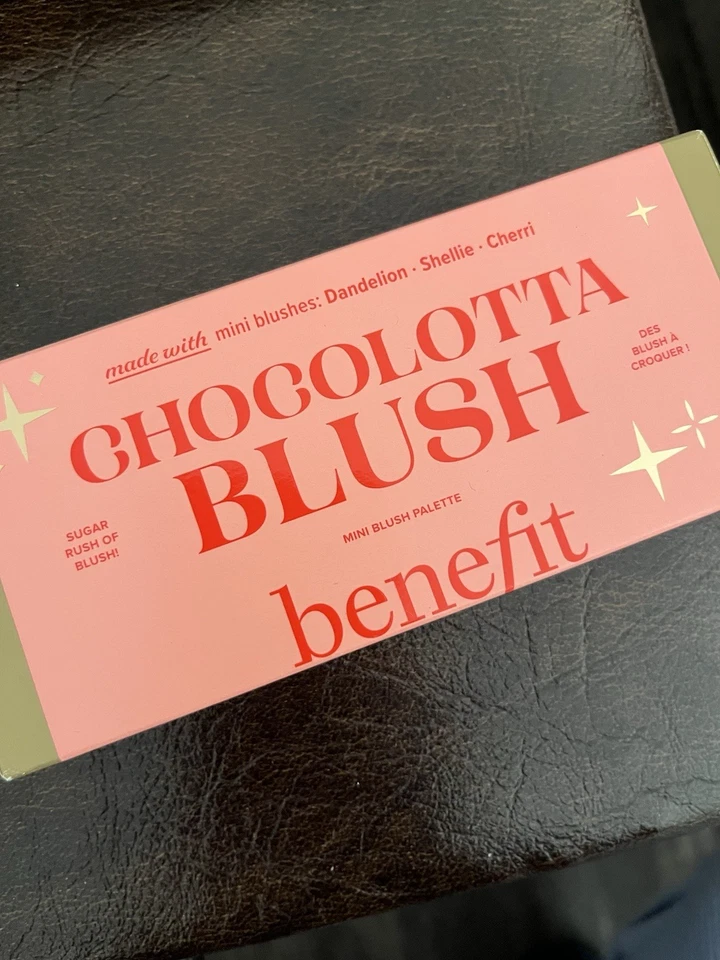 made with mini blushes: Dandelion · Shellie · Cherri
CHOCOLOTTA
BLUSH
DES
BLUSH À
CROQUER !
SUGAR
RUSH OF
BLUSH!
MINI BLUSH PALETTE
benefit